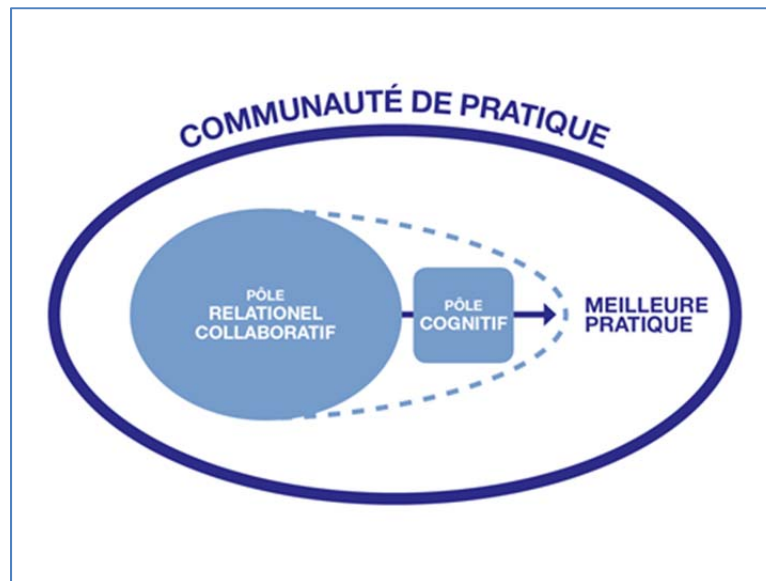 COMMUNAUTÉ DE PRATIQUE
PÔLE
RELATIONEL
COLLABORATIF
PÔLE
COGNITIF
MEILLEURE
PRATIQUE